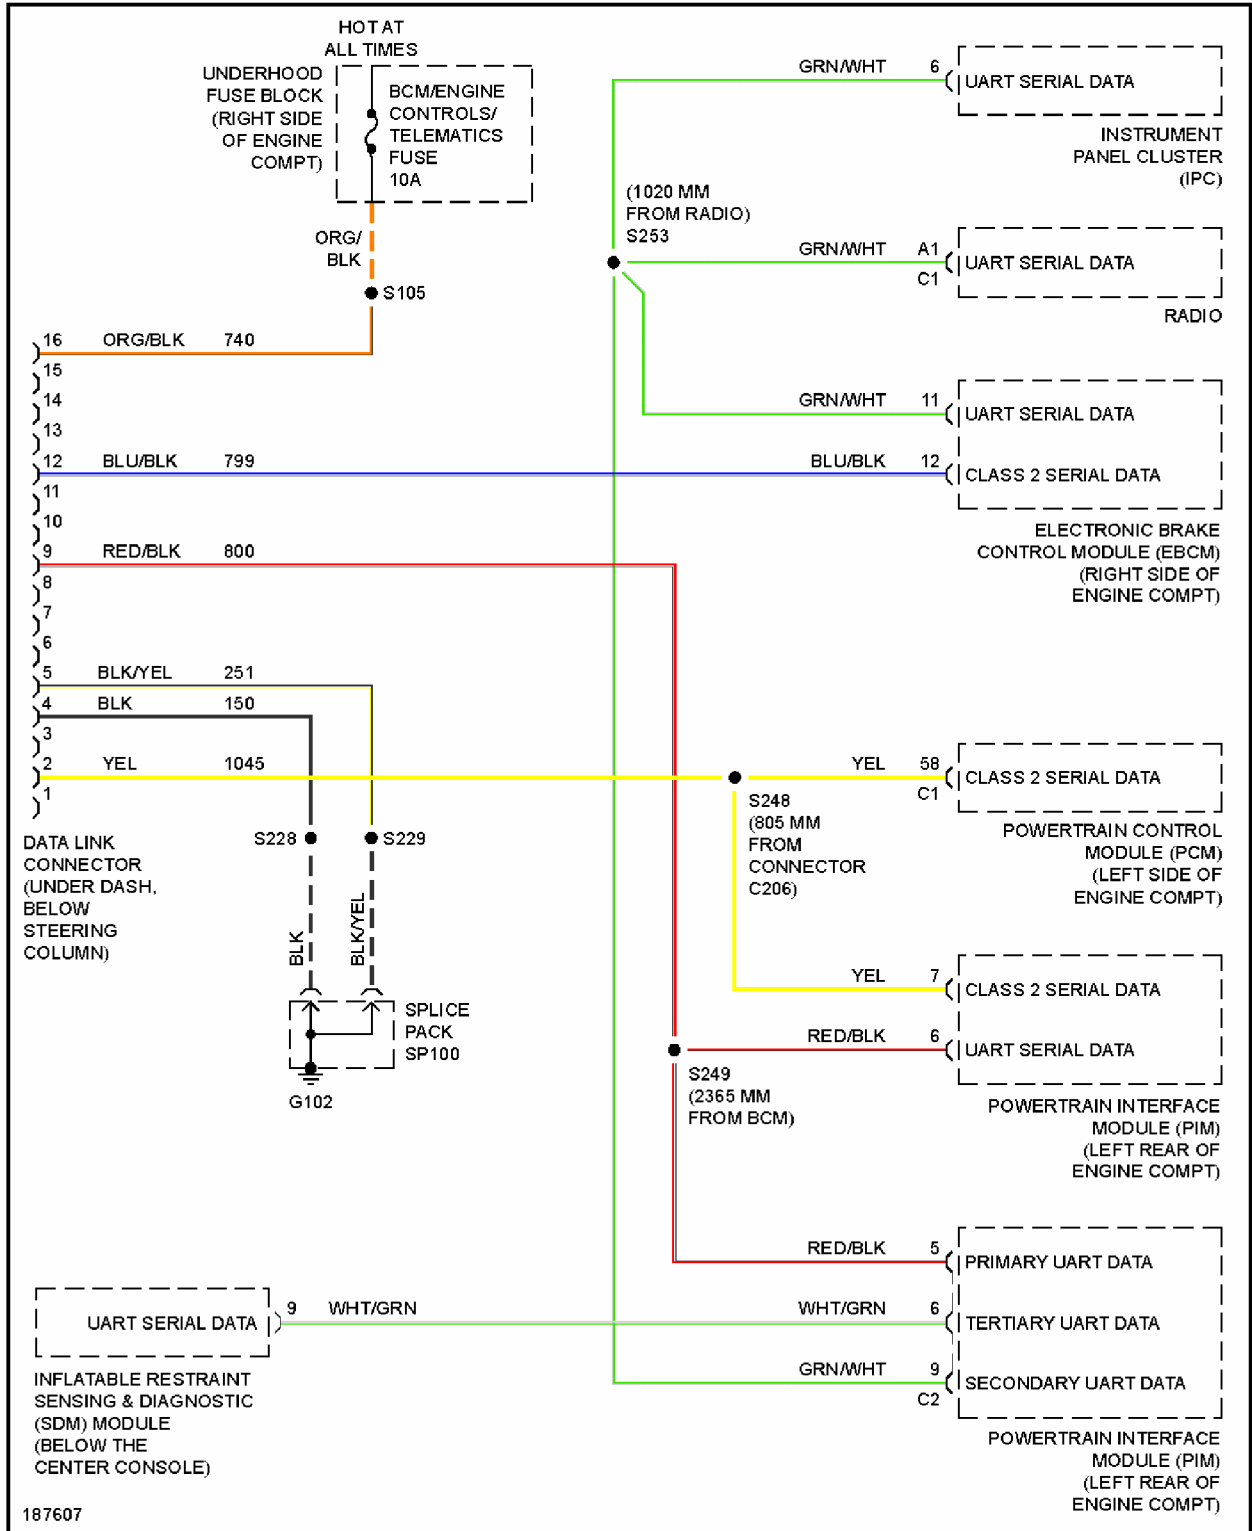 HOT AT
ALL TIMES
UNDERHOOD
FUSE BLOCK
(RIGHT SIDE
OF ENGINE
COMPT)
BCM/ENGINE
CONTROLS/
TELEMATICS
FUSE
10A
ORG/
BLK
S105
16 ORG/BLK 740
15
14
13
12 BLU/BLK 799
11
10
9 RED/BLK 800
8
7
6
5 BLK/YEL 251
4 BLK 150
3
2 YEL 1045
1
DATA LINK
CONNECTOR
(UNDER DASH,
BELOW
STEERING
COLUMN)
S228
S229
BLK
BLK/YEL
SPLICE
PACK
SP100
G102
(1020 MM
FROM RADIO)
S253
GRN/WHT 6
UART SERIAL DATA
INSTRUMENT
PANEL CLUSTER
(IPC)
GRN/WHT A1
C1
UART SERIAL DATA
RADIO
GRN/WHT 11
UART SERIAL DATA
BLU/BLK 12
CLASS 2 SERIAL DATA
ELECTRONIC BRAKE
CONTROL MODULE (EBCM)
(RIGHT SIDE OF
ENGINE COMPT)
YEL 58
C1
CLASS 2 SERIAL DATA
S248
(805 MM
FROM
CONNECTOR
C206)
POWERTRAIN CONTROL
MODULE (PCM)
(LEFT SIDE OF
ENGINE COMPT)
YEL 7
CLASS 2 SERIAL DATA
RED/BLK 6
UART SERIAL DATA
S249
(2365 MM
FROM BCM)
POWERTRAIN INTERFACE
MODULE (PIM)
(LEFT REAR OF
ENGINE COMPT)
RED/BLK 5
PRIMARY UART DATA
WHT/GRN 6
TERTIARY UART DATA
GRN/WHT 9
C2
SECONDARY UART DATA
POWERTRAIN INTERFACE
MODULE (PIM)
(LEFT REAR OF
ENGINE COMPT)
UART SERIAL DATA
9 WHT/GRN
INFLATABLE RESTRAINT
SENSING & DIAGNOSTIC
(SDM) MODULE
(BELOW THE
CENTER CONSOLE)
187607